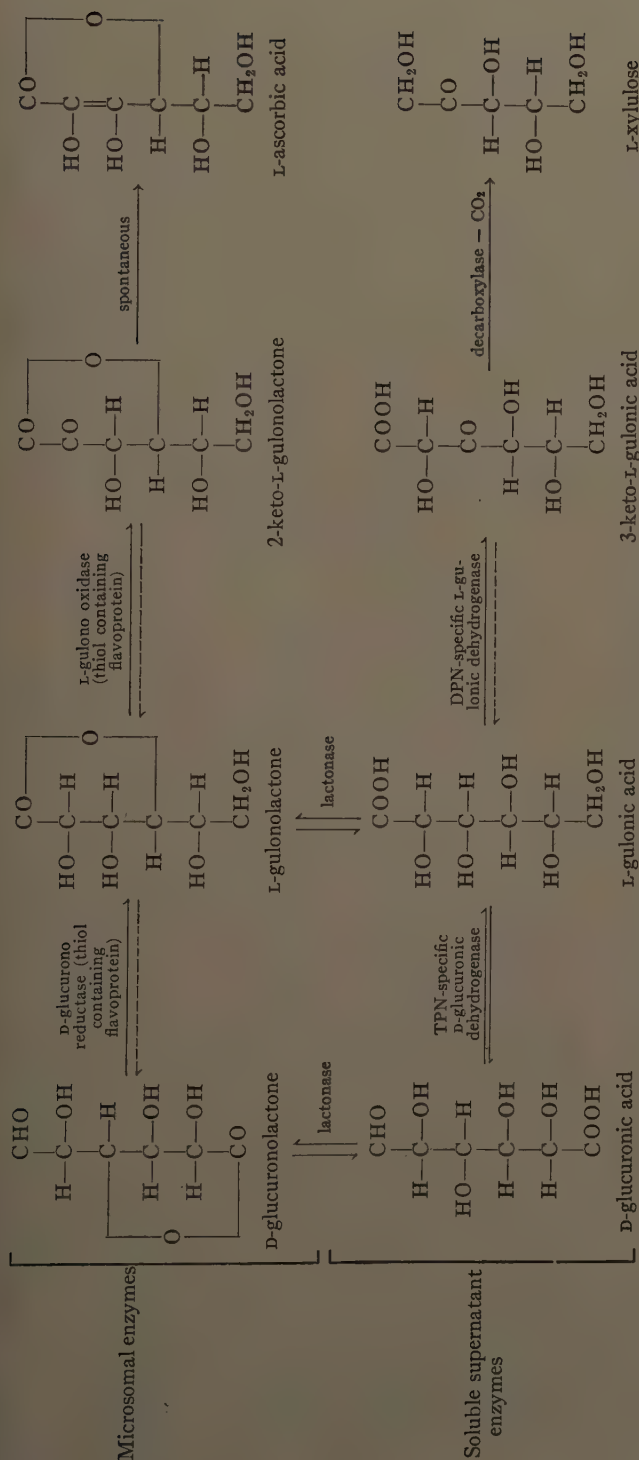 Microsomal enzymes
CHO
H—C—OH
C—H
O
H—C—OH
H—C—OH
CO
D-glucuronolactone
D-glucurono
reductase (thiol
containing
flavoprotein)
CO
HO—C—H
O
HO—C—H
H—C
HO—C—H
CH₂OH
L-gulonolactone
L-gulono oxidase
(thiol containing
flavoprotein)
CO
CO
O
HO—C—H
H—C
HO—C—H
CH₂OH
2-keto-L-gulonolactone
spontaneous
CO
HO—C
O
HO—C
H—C
HO—C—H
CH₂OH
L-ascorbic acid
lactonase
lactonase
Soluble supernatant
enzymes
CHO
H—C—OH
HO—C—H
H—C—OH
H—C—OH
COOH
D-glucuronic acid
TPN-specific
D-glucuronic
dehydrogenase
COOH
HO—C—H
HO—C—H
H—C—OH
HO—C—H
CH₂OH
L-gulonic acid
DPN-specific L-gu-
lonic dehydrogenase
COOH
HO—C—H
CO
H—C—OH
HO—C—H
CH₂OH
3-keto-L-gulonic acid
decarboxylase — CO₂
CH₂OH
CO
H—C—OH
HO—C—H
CH₂OH
L-xylulose